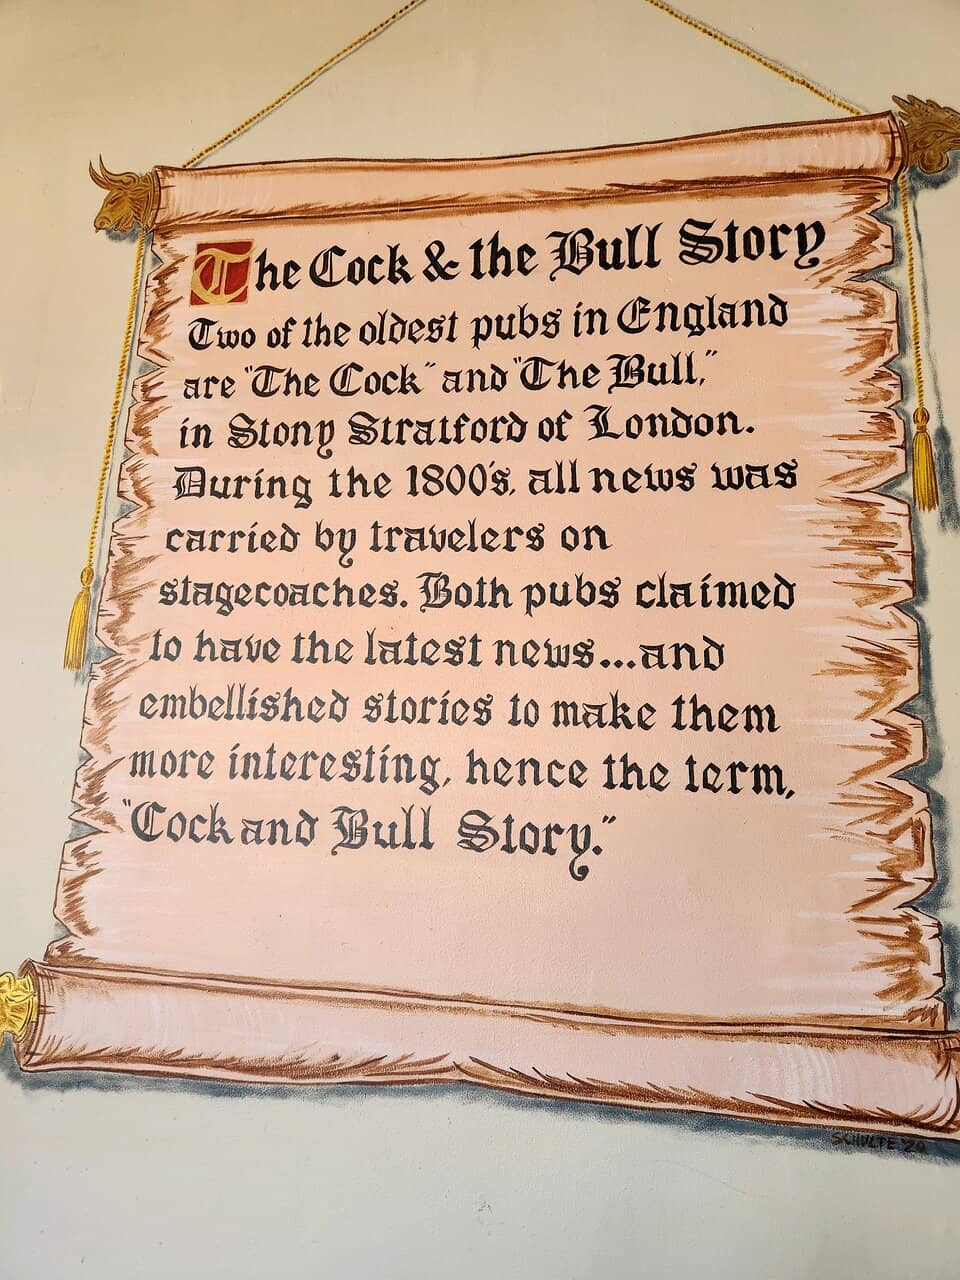 The Cock & the Bull Story
Two of the oldest pubs in England
are "The Cock" and "The Bull,"
in Stony Stratford of London.
During the 1800's, all news was
carried by travelers on
stagecoaches. Both pubs claimed
to have the latest news...and
embellished stories to make them
more interesting, hence the term,
"Cock and Bull Story."
SCHULTE '20